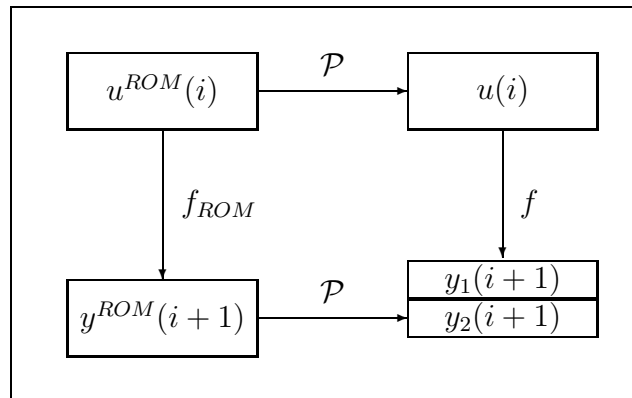 u^{ROM}(i)
𝒫
u(i)
f_{ROM}
f
y^{ROM}(i + 1)
𝒫
y_1(i + 1)
y_2(i + 1)